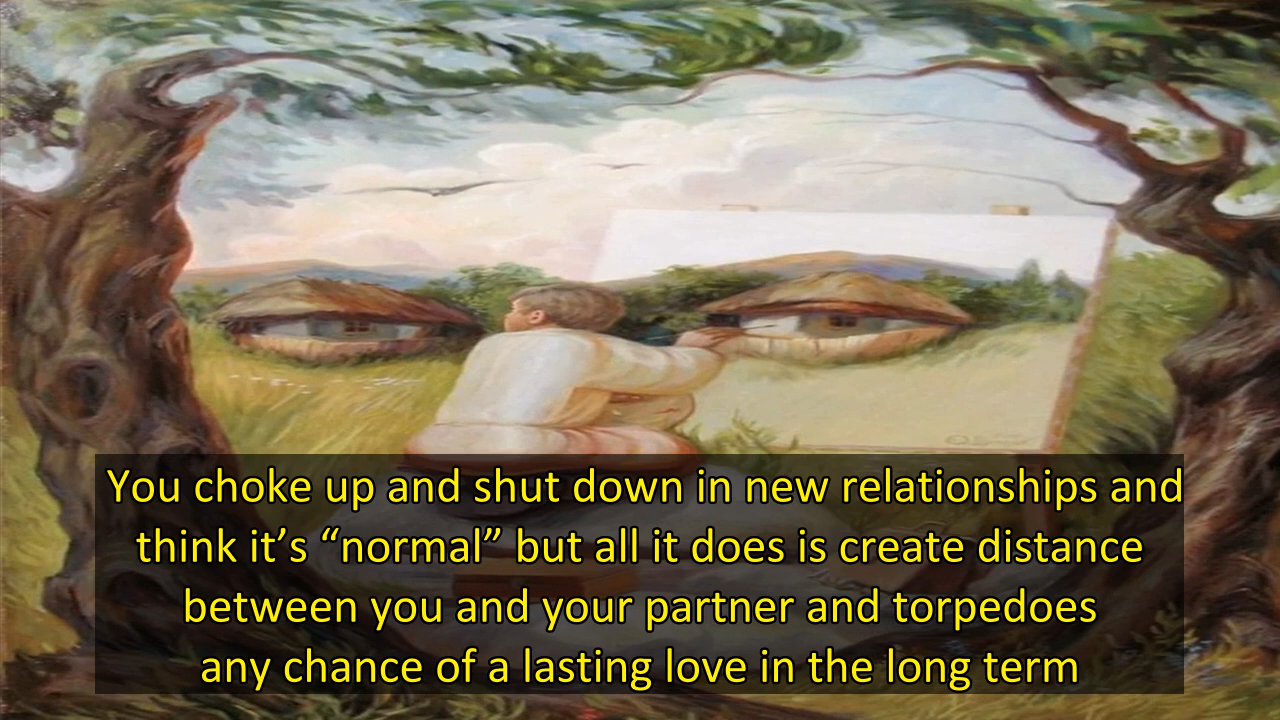 You choke up and shut down in new relationships and
think it’s “normal” but all it does is create distance
between you and your partner and torpedoes
any chance of a lasting love in the long term